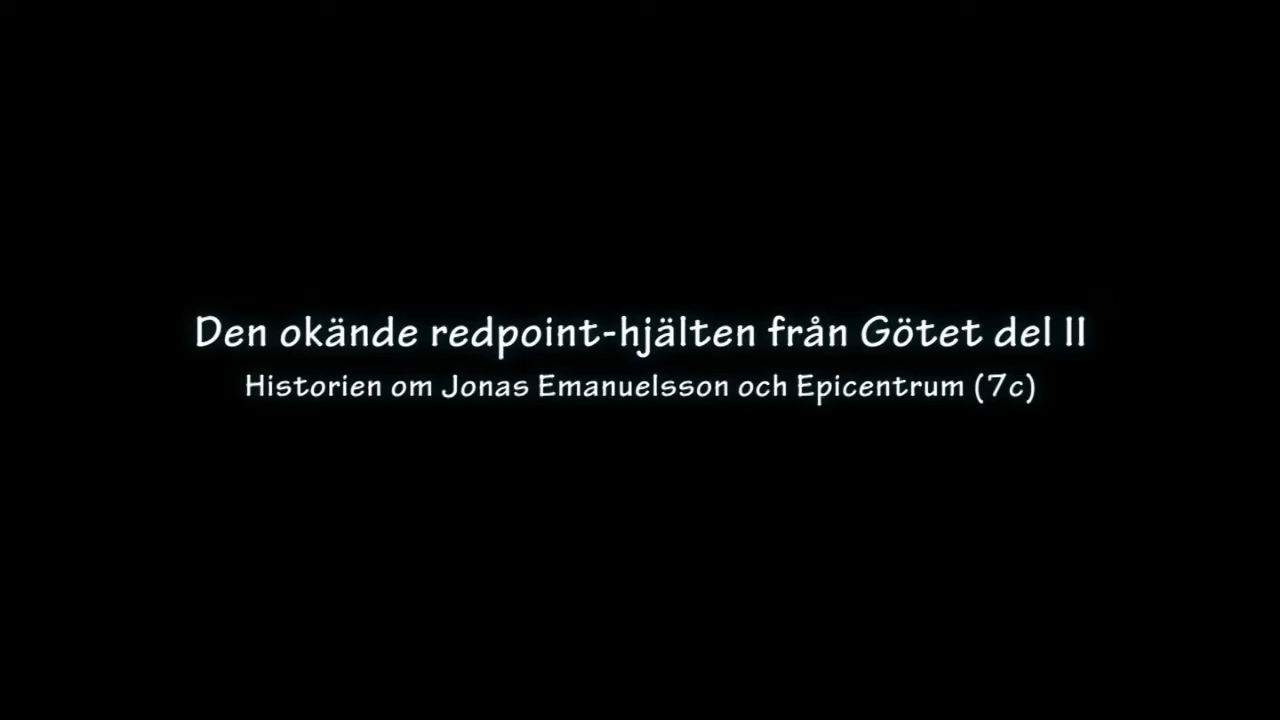 Den okände redpoint-hjälten från Götet del II
Historien om Jonas Emanuelsson och Epicentrum (7c)